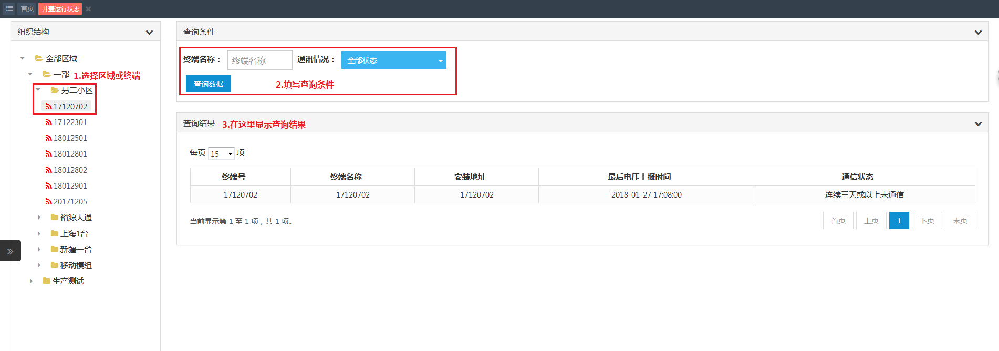 首页 井盖运行状态
组织结构
全部区域
一部 1.选择区域或终端
另二小区
17120702
17122301
18012501
18012801
18012802
18012901
20171205
裕源大通
上海1台
新疆一台
移动模组
生产测试
查询条件
终端名称： 终端名称 通讯情况： 全部状态
查询数据 2.填写查询条件
查询结果 3.在这里显示查询结果
每页 15 项
终端号 终端名称 安装地址 最后电压上报时间 通信状态
17120702 17120702 17120702 2018-01-27 17:08:00 连续三天或以上未通信
当前显示第 1 至 1 项，共 1 项。
首页 上页 1 下页 末页